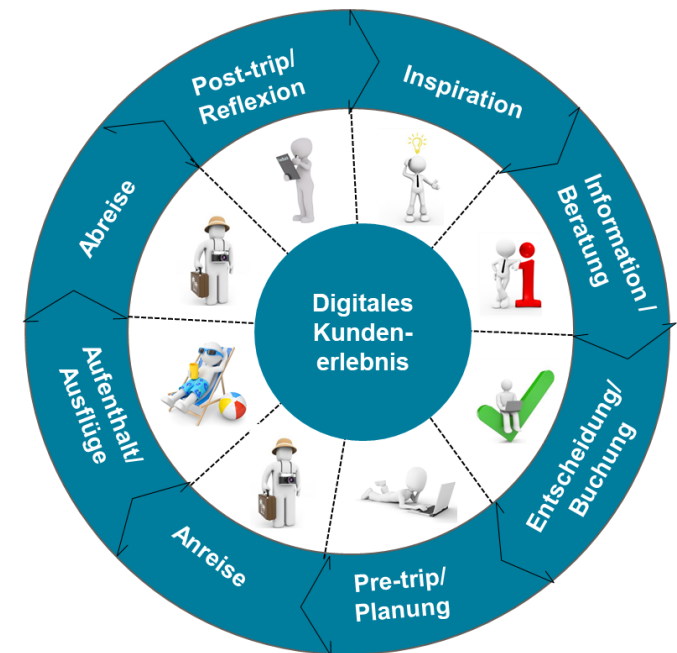 Digitales
Kunden-
erlebnis
Inspiration
Information /
Beratung
Entscheidung/
Buchung
Pre-trip/
Planung
Anreise
Aufenthalt/
Ausflüge
Abreise
Post-trip/
Reflexion